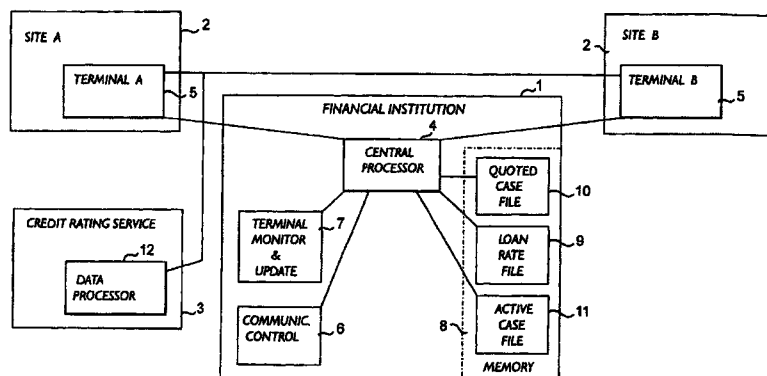 SITE A
2
TERMINAL A
5
2
SITE B
TERMINAL B
5
1
FINANCIAL INSTITUTION
4
CENTRAL
PROCESSOR
QUOTED
CASE
FILE
10
TERMINAL
MONITOR
&
UPDATE
7
LOAN
RATE
FILE
9
CREDIT RATING SERVICE
12
DATA
PROCESSOR
3
COMMUNIC.
CONTROL
6
8
ACTIVE
CASE
FILE
11
MEMORY